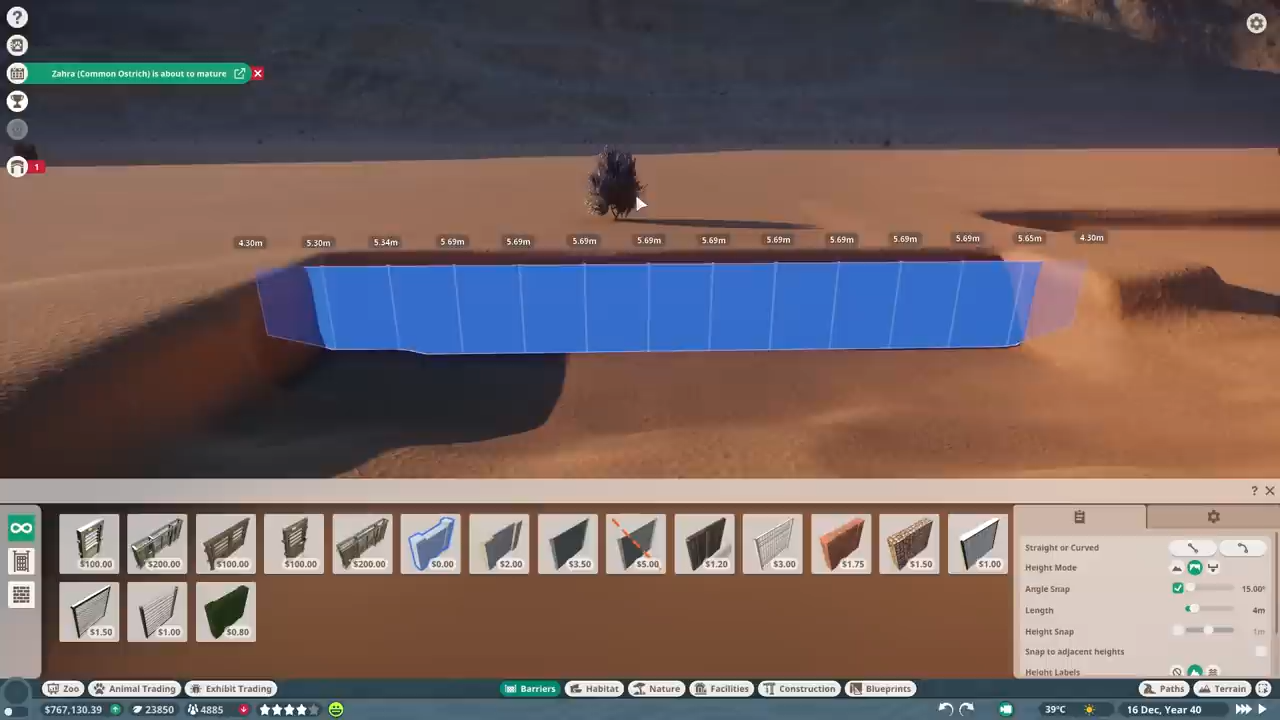 ?
Zahra (Common Ostrich) is about to mature
1
4.30m 5.30m 5.34m 5.69m 5.69m 5.69m 5.69m 5.69m 5.69m 5.69m 5.69m 5.69m 5.65m 4.30m
?
$100.00 $200.00 $100.00 $100.00 $200.00 $0.00 $2.00 $3.50 $5.00 $1.20 $3.00 $1.75 $1.50 $1.00
$1.50 $1.00 $0.80
Straight or Curved
Height Mode
Angle Snap 15.00°
Length 4m
Height Snap 1m
Snap to adjacent heights
Height Labels
Zoo Animal Trading Exhibit Trading Barriers Habitat Nature Facilities Construction Blueprints Paths Terrain
$767,130.39 23850 4885 39°C 16 Dec, Year 40